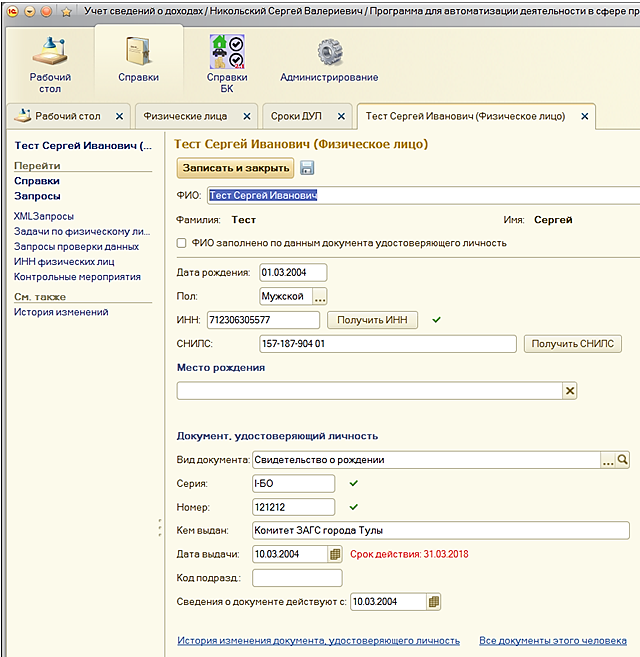 Учет сведений о доходах / Никольский Сергей Валериевич / Программа для автоматизации деятельности в сфере пр
Рабочий стол
Справки
Справки БК
Администрирование
Рабочий стол
Физические лица
Сроки ДУП
Тест Сергей Иванович (Физическое лицо)
Тест Сергей Иванович (...
Перейти
Справки
Запросы
XMLЗапросы
Задачи по физическому ли...
Запросы проверки данных
ИНН физических лиц
Контрольные мероприятия
См. также
История изменений
Тест Сергей Иванович (Физическое лицо)
Записать и закрыть
ФИО: Тест Сергей Иванович
Фамилия: Тест Имя: Сергей
ФИО заполнено по данным документа удостоверяющего личность
Дата рождения: 01.03.2004
Пол: Мужской ...
ИНН: 712306305577 Получить ИНН
СНИЛС: 157-187-904 01 Получить СНИЛС
Место рождения
Документ, удостоверяющий личность
Вид документа: Свидетельство о рождении ...
Серия: I-БО
Номер: 121212
Кем выдан: Комитет ЗАГС города Тулы
Дата выдачи: 10.03.2004 Срок действия: 31.03.2018
Код подразд.:
Сведения о документе действуют с: 10.03.2004
История изменения документа, удостоверяющего личность Все документы этого человека